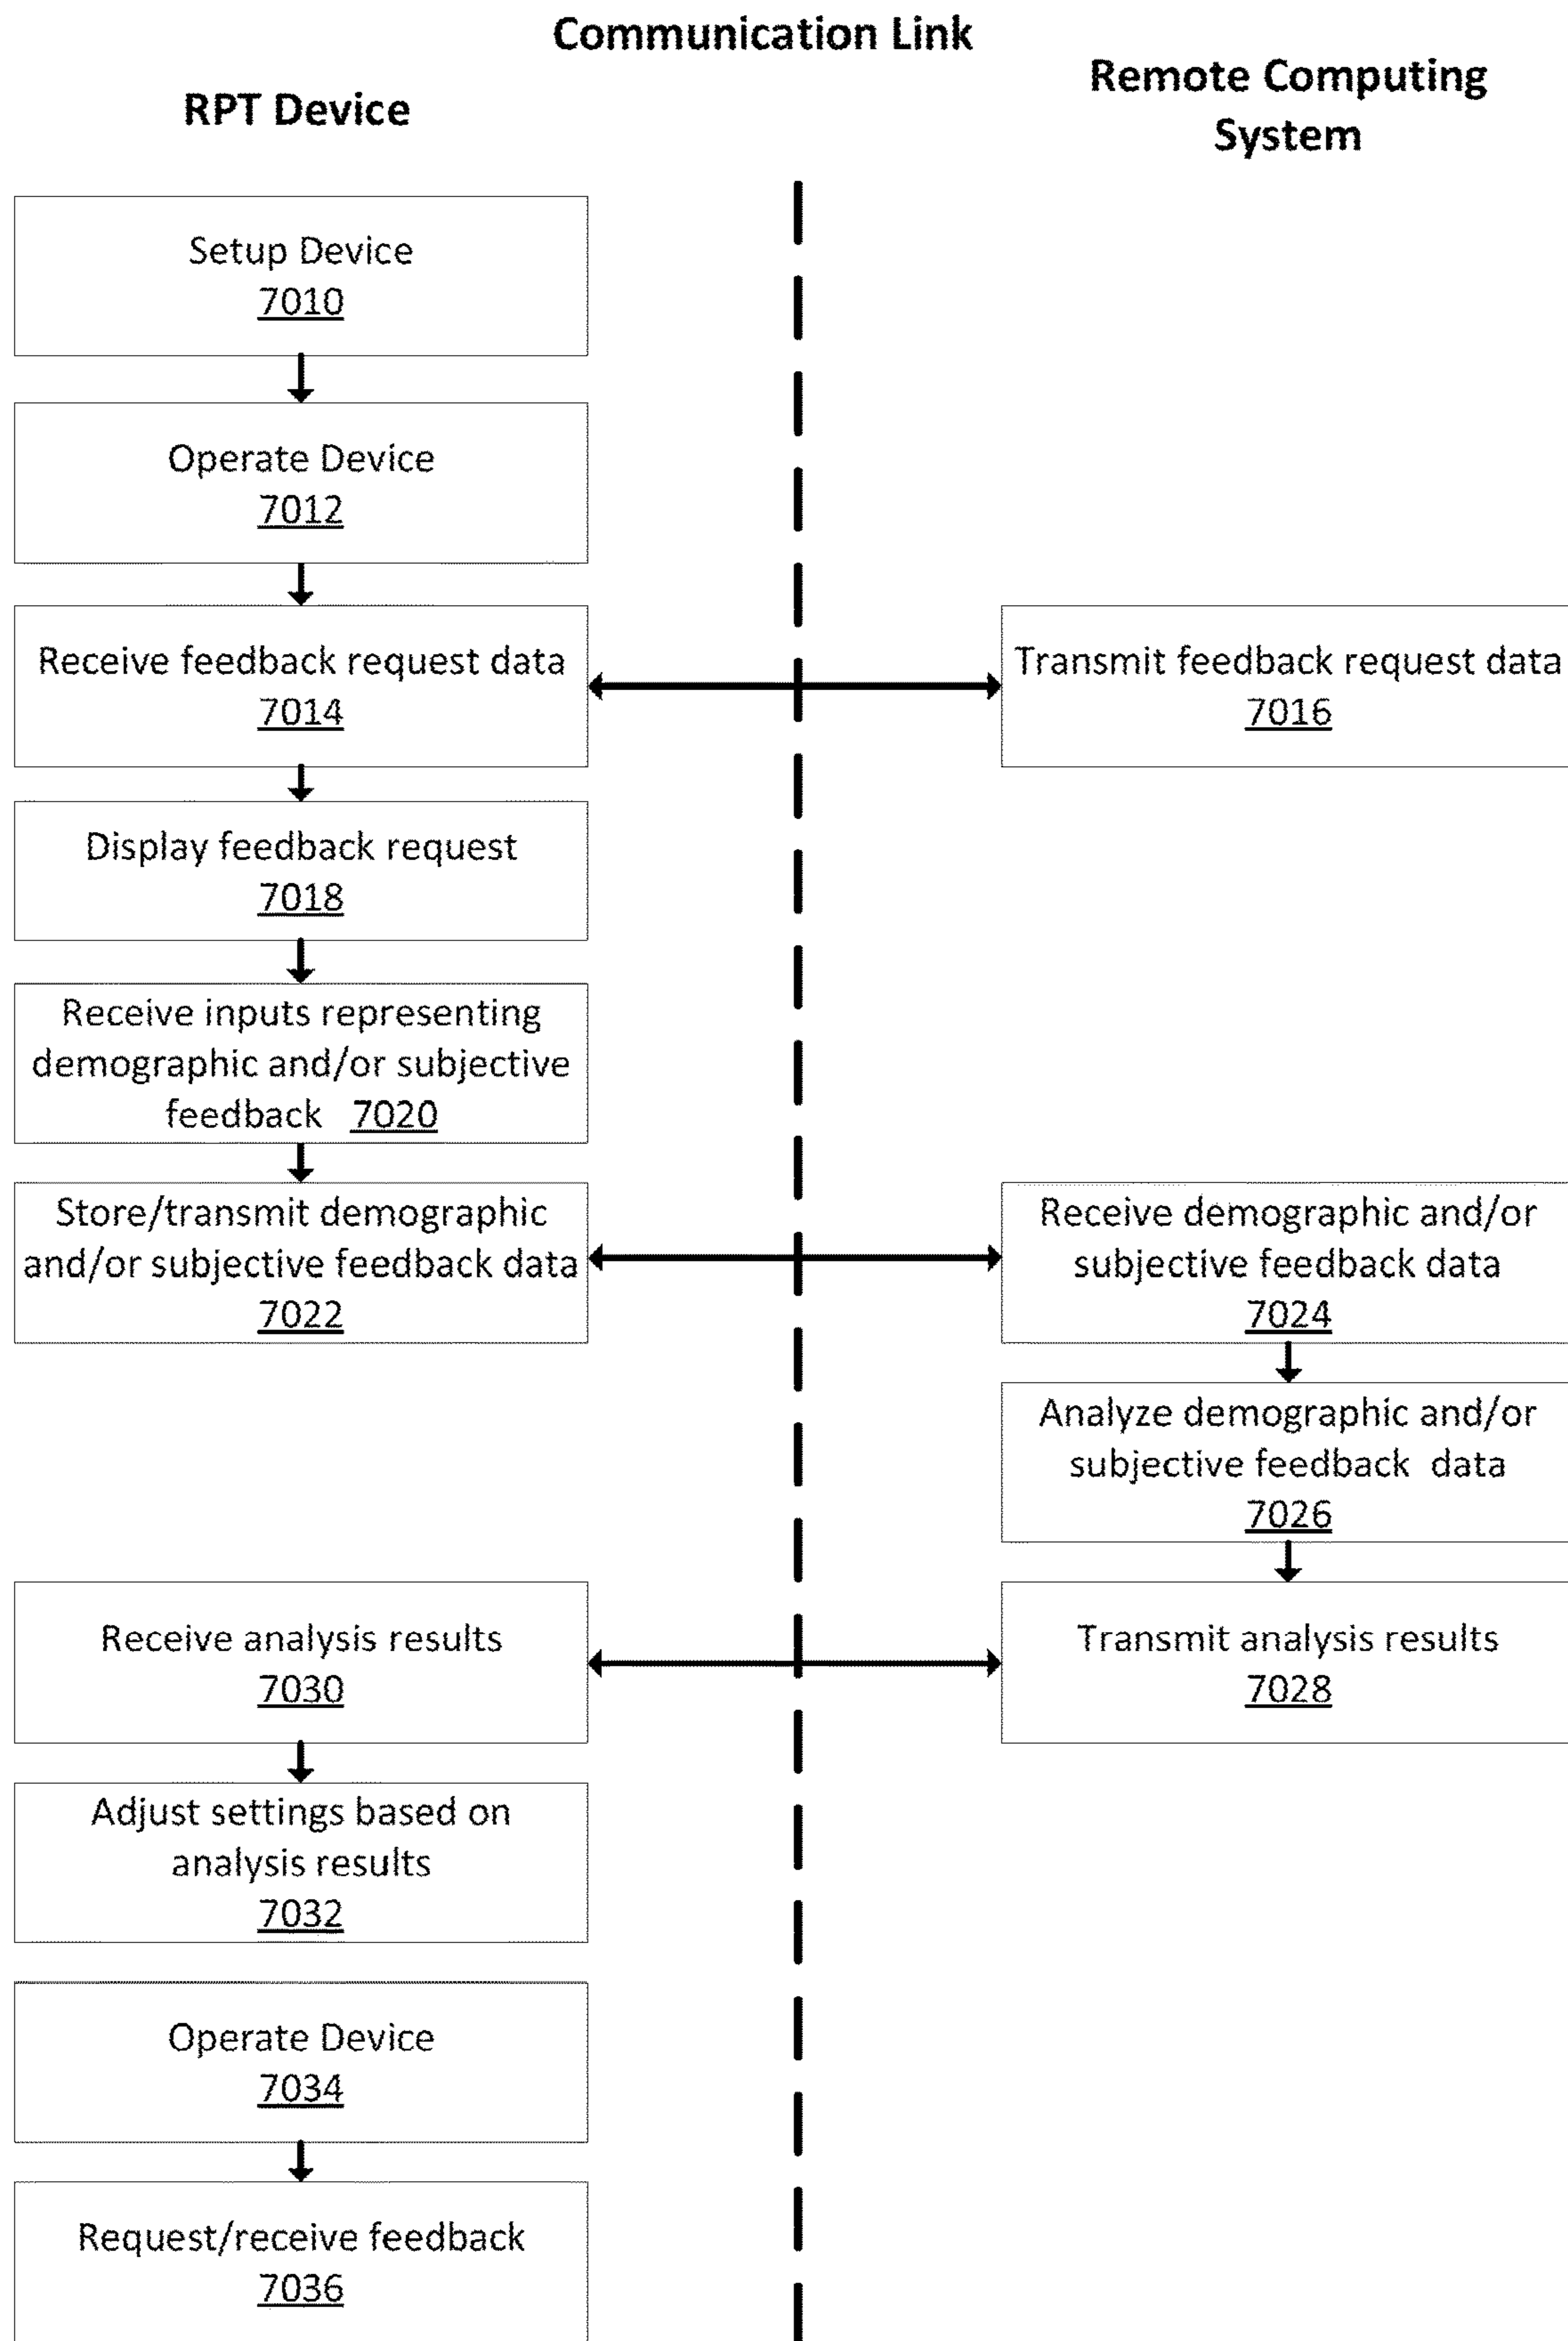 Communication Link
RPT Device
Remote Computing
System
Setup Device
7010
Operate Device
7012
Receive feedback request data
7014
Transmit feedback request data
7016
Display feedback request
7018
Receive inputs representing
demographic and/or subjective
feedback 7020
Store/transmit demographic
and/or subjective feedback data
7022
Receive demographic and/or
subjective feedback data
7024
Analyze demographic and/or
subjective feedback data
7026
Receive analysis results
7030
Transmit analysis results
7028
Adjust settings based on
analysis results
7032
Operate Device
7034
Request/receive feedback
7036